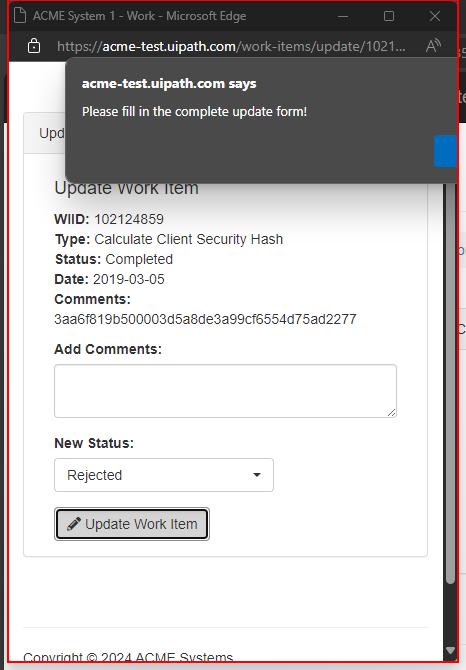 ACME System 1 - Work - Microsoft Edge
https://acme-test.uipath.com/work-items/update/1021...
acme-test.uipath.com says
Please fill in the complete update form!
Upd
Update Work Item
WIID: 102124859
Type: Calculate Client Security Hash
Status: Completed
Date: 2019-03-05
Comments:
3aa6f819b500003d5a8de3a99cf6554d75ad2277
Add Comments:
New Status:
Rejected
Update Work Item
Copyright © 2024 ACME Systems